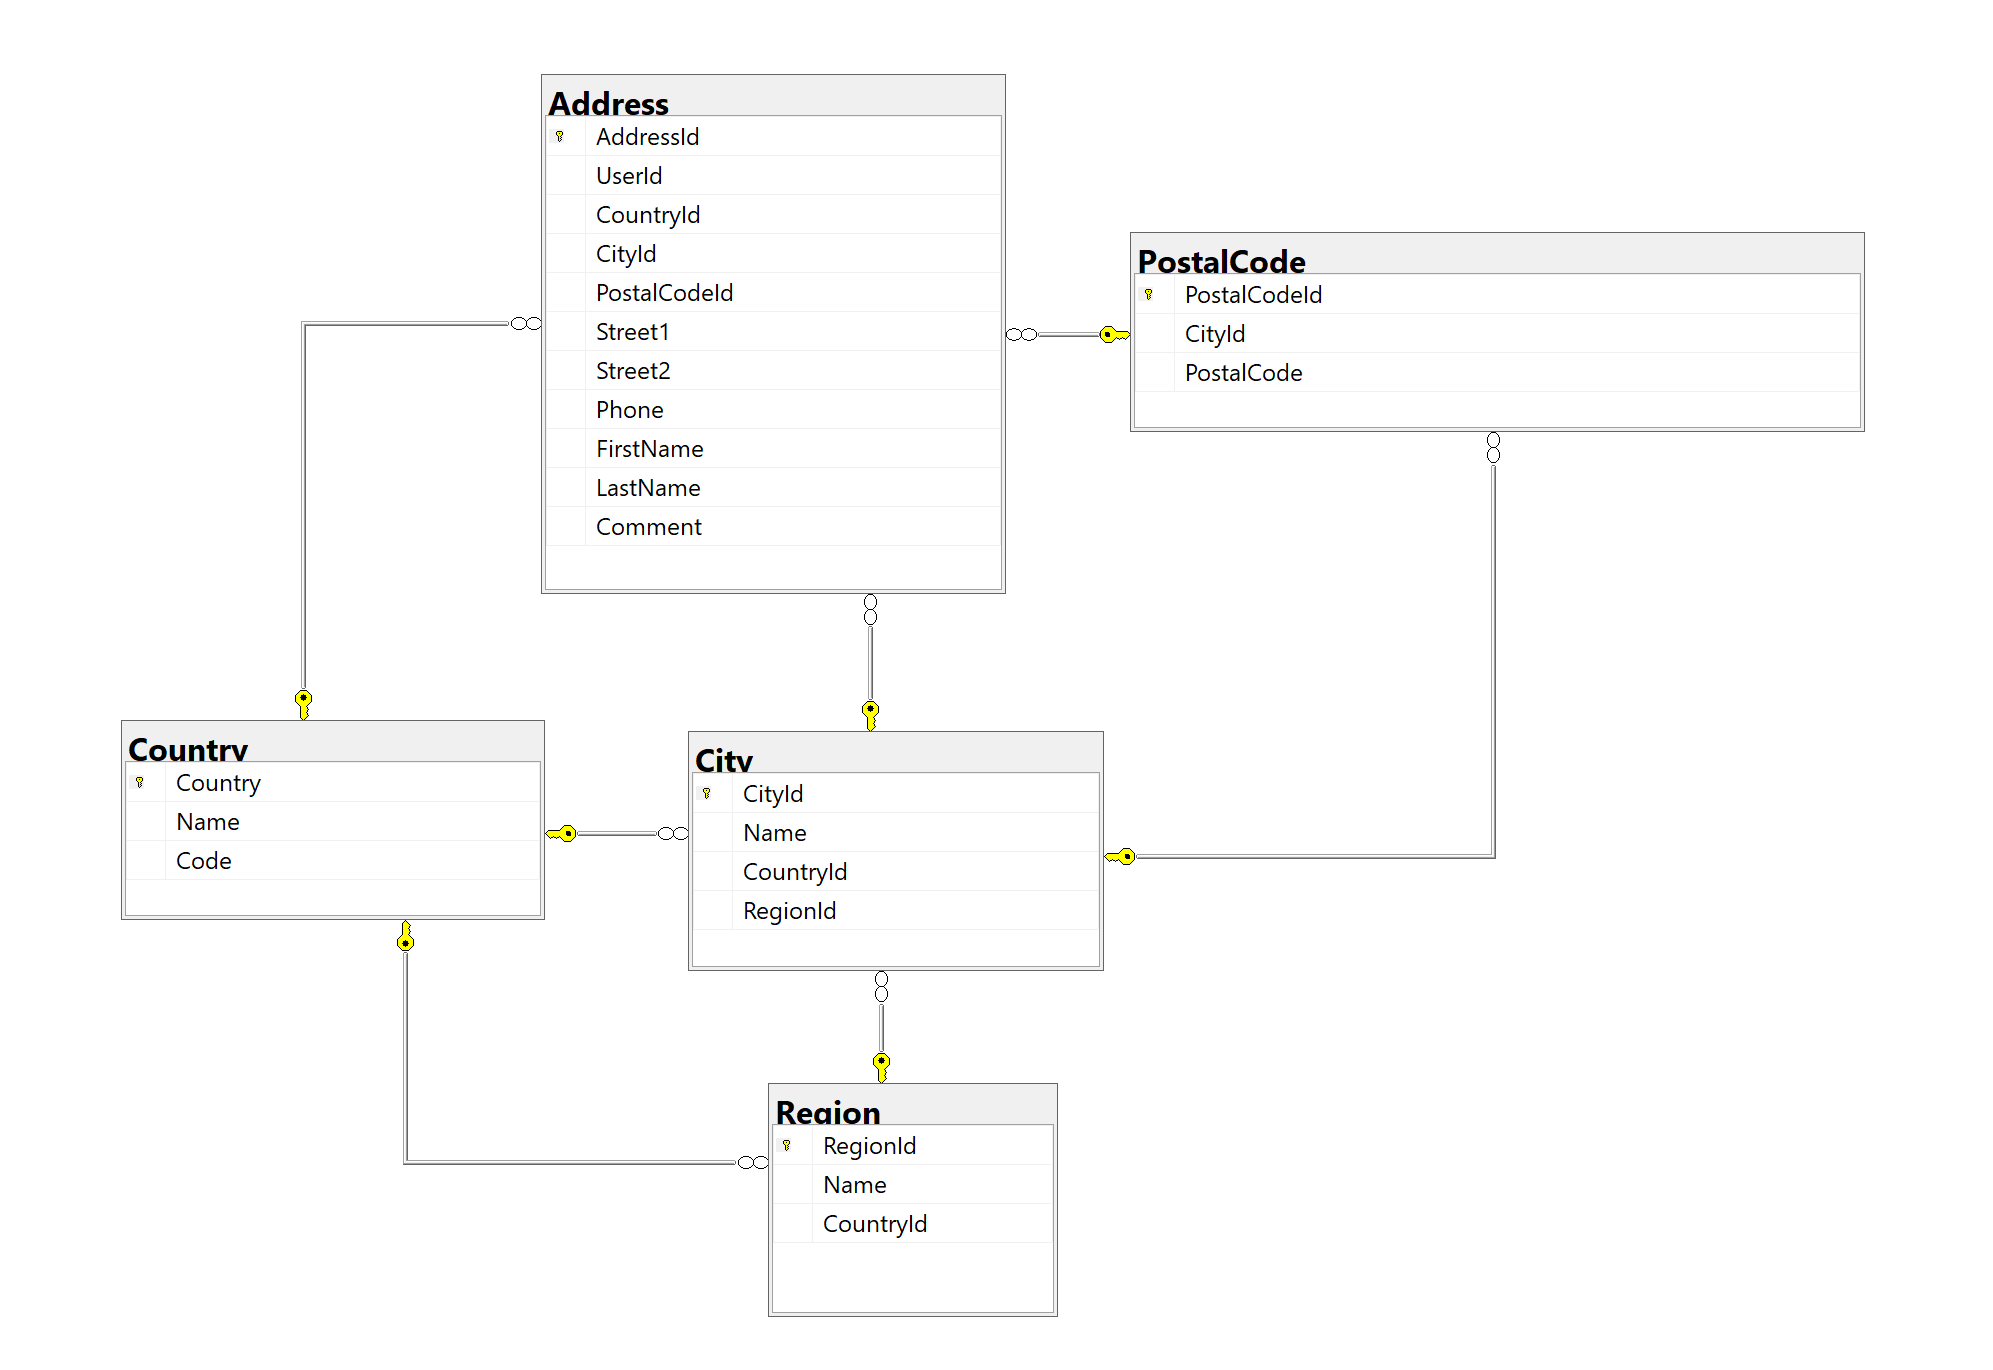 Address
AddressId
UserId
CountryId
CityId
PostalCodeId
Street1
Street2
Phone
FirstName
LastName
Comment
PostalCode
PostalCodeId
CityId
PostalCode
Country
Country
Name
Code
City
CityId
Name
CountryId
RegionId
Region
RegionId
Name
CountryId